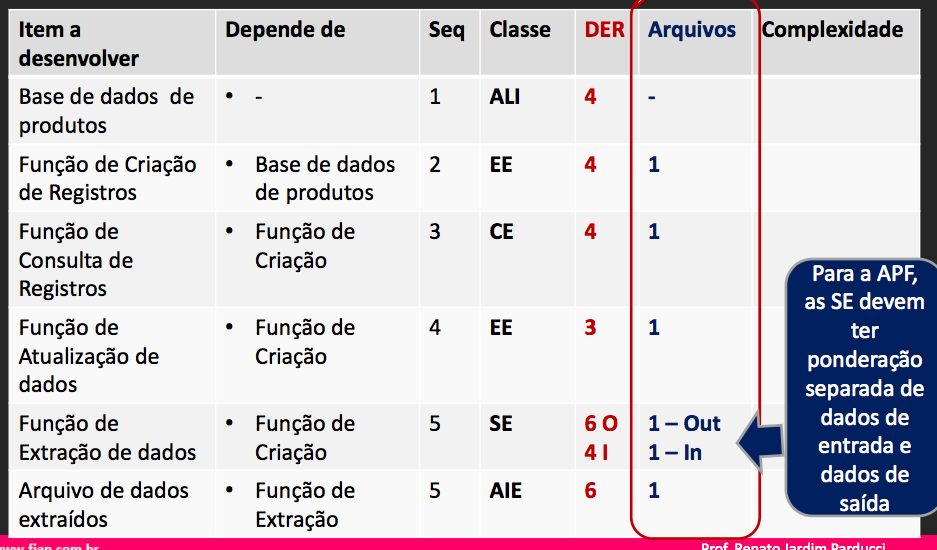 Item a desenvolver	Depende de	Seq	Classe	DER	Arquivos	Complexidade
Base de dados de produtos	• -	1	ALI	4	-
Função de Criação de Registros	• Base de dados de produtos	2	EE	4	1
Função de Consulta de Registros	• Função de Criação	3	CE	4	1
Função de Atualização de dados	• Função de Criação	4	EE	3	1
Função de Extração de dados	• Função de Criação	5	SE	6 O 4 I	1 – Out 1 – In
Arquivo de dados extraídos	• Função de Extração	5	AIE	6	1
Para a APF,
as SE devem
ter
ponderação
separada de
dados de
entrada e
dados de
saída
www.fiap.com.br
Prof. Renato Jardim Parducci